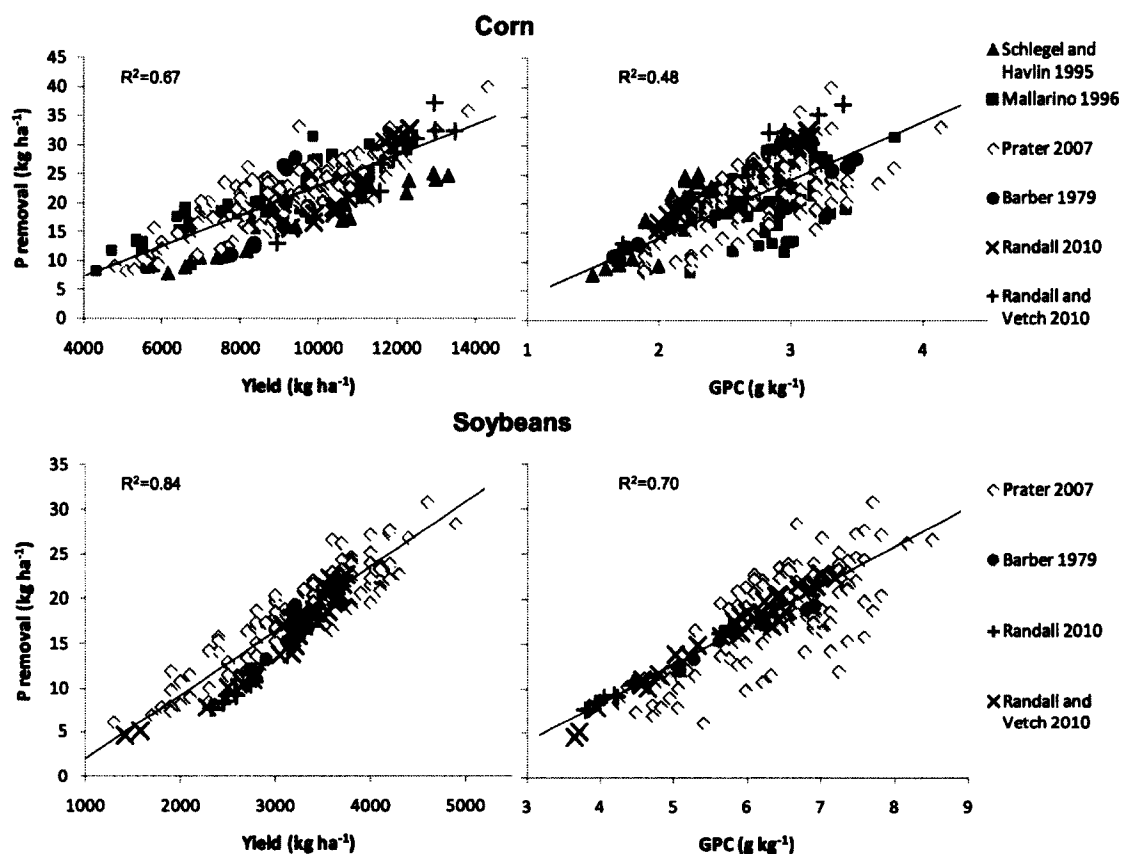 Corn
R²=0.67
R²=0.48
45
40
35
30
25
20
15
10
5
0
P removal (kg ha⁻¹)
4000 6000 8000 10000 12000 14000
Yield (kg ha⁻¹)
1 2 3 4
GPC (g kg⁻¹)
Schlegel and
Havlin 1995
Mallarino 1996
Prater 2007
Barber 1979
Randall 2010
Randall and
Vetch 2010
Soybeans
R²=0.84
R²=0.70
35
30
25
20
15
10
5
0
P removal (kg ha⁻¹)
1000 2000 3000 4000 5000
Yield (kg ha⁻¹)
3 4 5 6 7 8 9
GPC (g kg⁻¹)
Prater 2007
Barber 1979
Randall 2010
Randall and
Vetch 2010